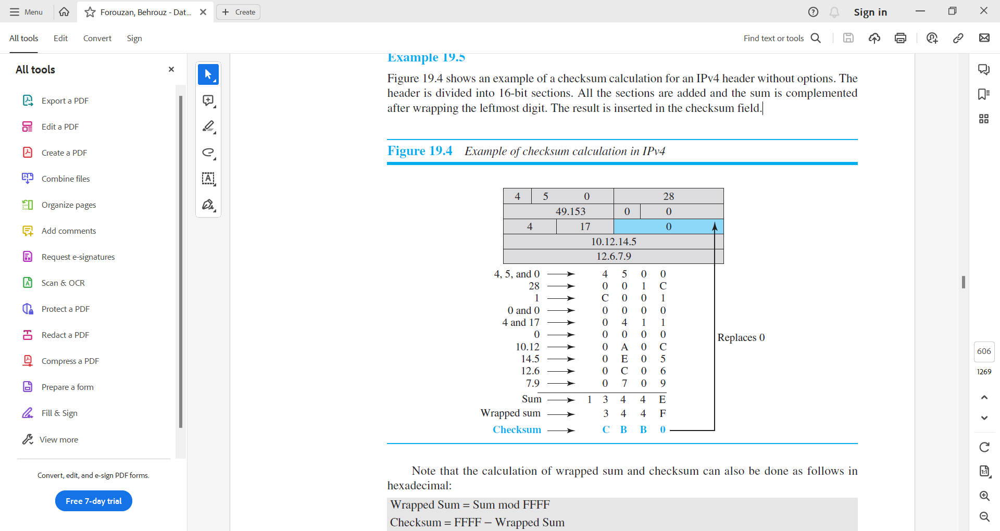 Menu
Forouzan, Behrouz - Dat...
Create
Sign in
All tools
Edit
Convert
Sign
Find text or tools
All tools
Export a PDF
Edit a PDF
Create a PDF
Combine files
Organize pages
Add comments
Request e-signatures
Scan & OCR
Protect a PDF
Redact a PDF
Compress a PDF
Prepare a form
Fill & Sign
View more
Convert, edit, and e-sign PDF forms.
Free 7-day trial
Example 19.5
Figure 19.4 shows an example of a checksum calculation for an IPv4 header without options. The
header is divided into 16-bit sections. All the sections are added and the sum is complemented
after wrapping the leftmost digit. The result is inserted in the checksum field.
Figure 19.4 Example of checksum calculation in IPv4
4 5 0 28
49.153 0 0
4 17 0
10.12.14.5
12.6.7.9
4, 5, and 0 4 5 0 0
28 0 0 1 C
1 C 0 0 1
0 and 0 0 0 0 0
4 and 17 0 4 1 1
0 0 0 0 0
10.12 0 A 0 C
14.5 0 E 0 5
12.6 0 C 0 6
7.9 0 7 0 9
Sum 1 3 4 4 E
Wrapped sum 3 4 4 F
Checksum C B B 0
Replaces 0
Note that the calculation of wrapped sum and checksum can also be done as follows in
hexadecimal:
Wrapped Sum = Sum mod FFFF
Checksum = FFFF − Wrapped Sum
606
1269